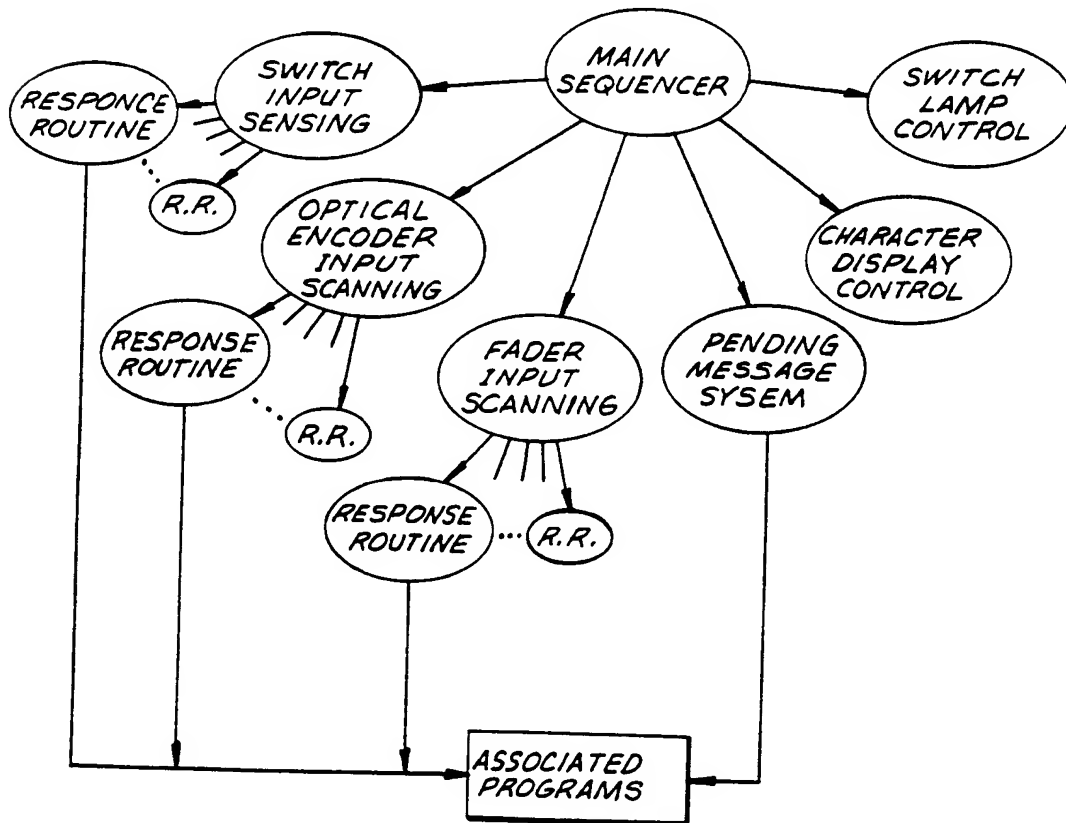 MAIN
SEQUENCER
SWITCH
INPUT
SENSING
SWITCH
LAMP
CONTROL
RESPONCE
ROUTINE
R.R.
OPTICAL
ENCODER
INPUT
SCANNING
CHARACTER
DISPLAY
CONTROL
RESPONSE
ROUTINE
R.R.
FADER
INPUT
SCANNING
PENDING
MESSAGE
SYSEM
RESPONSE
ROUTINE
R.R.
ASSOCIATED
PROGRAMS